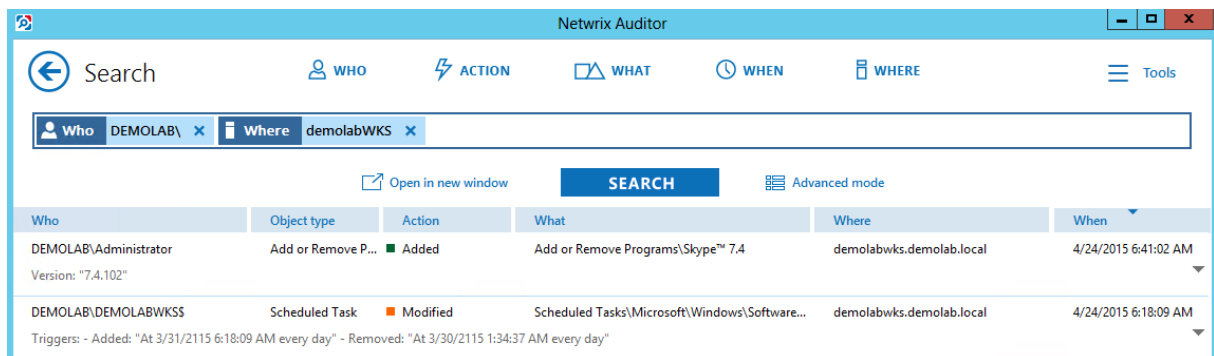 Netwrix Auditor
Search WHO ACTION WHAT WHEN WHERE Tools
Who DEMOLAB\ Where demolabWKS
Open in new window SEARCH Advanced mode
Who Object type Action What Where When
DEMOLAB\Administrator Add or Remove P... Added Add or Remove Programs\Skype™ 7.4 demolabwks.demolab.local 4/24/2015 6:41:02 AM
Version: "7.4.102"
DEMOLAB\DEMOLABWKS$ Scheduled Task Modified Scheduled Tasks\Microsoft\Windows\Software... demolabwks.demolab.local 4/24/2015 6:18:09 AM
Triggers: - Added: "At 3/31/2115 6:18:09 AM every day" - Removed: "At 3/30/2115 1:34:37 AM every day"